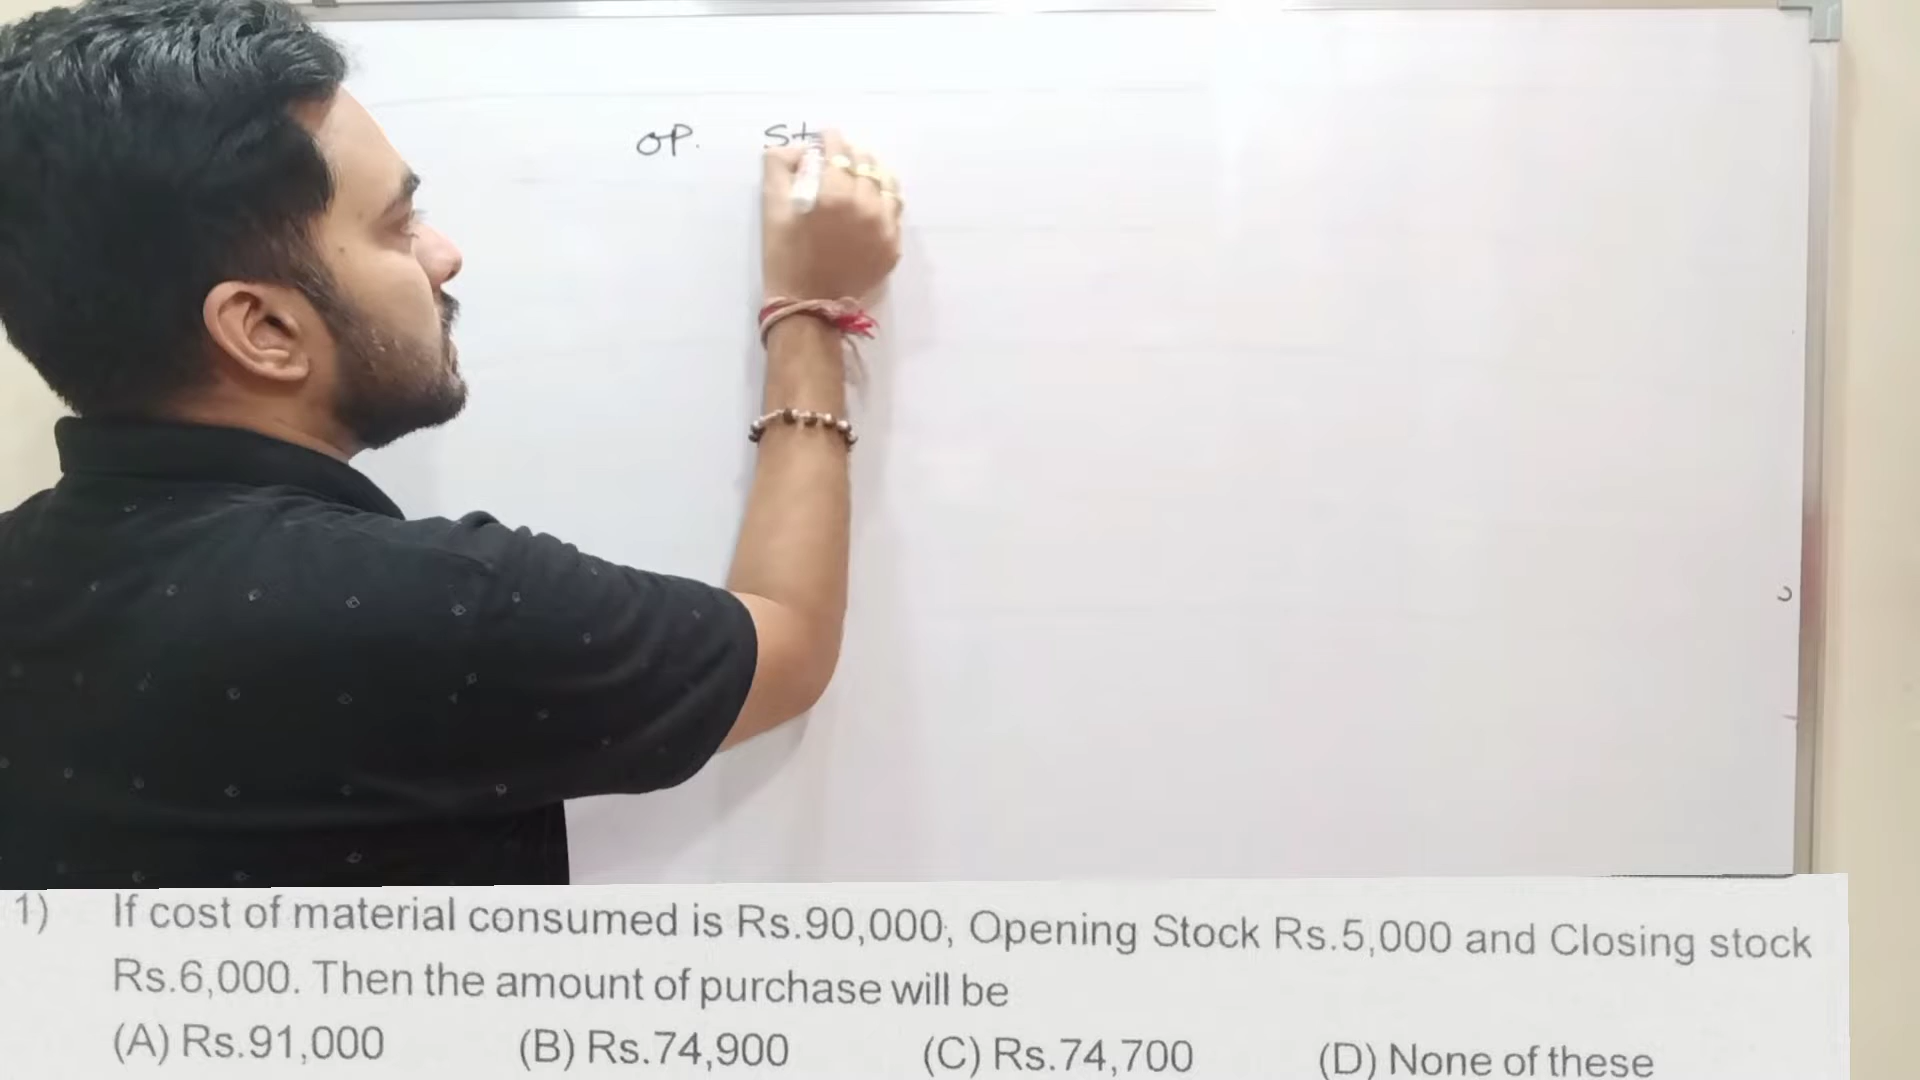 OP. St
1) If cost of material consumed is Rs.90,000, Opening Stock Rs.5,000 and Closing stock
Rs.6,000. Then the amount of purchase will be
(A) Rs.91,000 (B) Rs.74,900 (C) Rs.74,700 (D) None of these